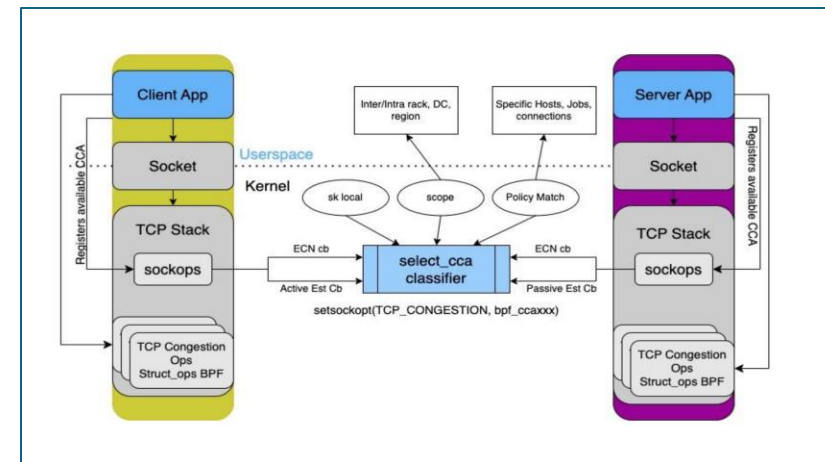 Client App
Inter/Intra rack, DC,
region
Specific Hosts, Jobs,
connections
Server App
Registers available CCA
Socket
Userspace
Kernel
Socket
Registers available CCA
sk local
scope
Policy Match
TCP Stack
sockops
ECN cb
Active Est Cb
select_cca
classifier
ECN cb
Passive Est Cb
TCP Stack
sockops
setsockopt(TCP_CONGESTION, bpf_ccaxxx)
TCP Congestion
Ops
Struct_ops BPF
TCP Congestion
Ops
Struct_ops BPF